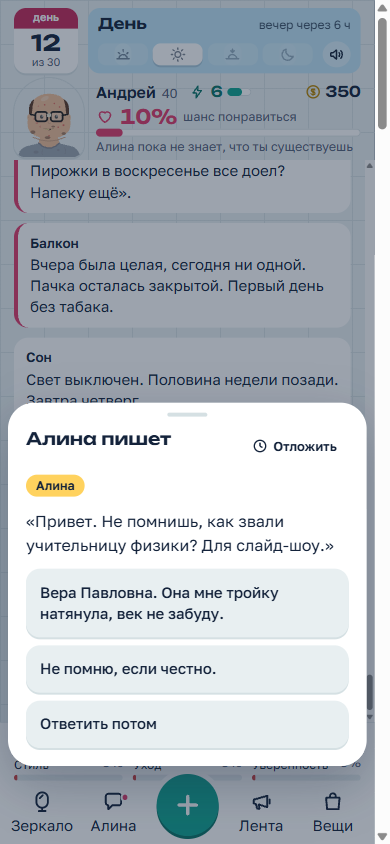 день
12
из 30
День
вечер через 6 ч
Андрей 40
6
350
10% шанс понравиться
Алина пока не знает, что ты существуешь
Пирожки в воскресенье все доел?
Напеку ещё».
Балкон
Вчера была целая, сегодня ни одной.
Пачка осталась закрытой. Первый день
без табака.
Сон
Свет выключен. Половина недели позади.
Завтра четверг.
Алина пишет
Отложить
Алина
«Привет. Не помнишь, как звали
учительницу физики? Для слайд-шоу.»
Вера Павловна. Она мне тройку
натянула, век не забуду.
Не помню, если честно.
Ответить потом
Стиль
Уход
Уверенность
Зеркало
Алина
Лента
Вещи